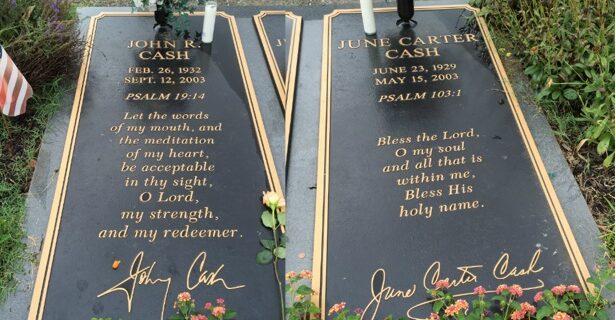 JOHN R.
CASH
FEB. 26, 1932
SEPT. 12, 2003
PSALM 19:14
Let the words
of my mouth, and
the meditation
of my heart,
be acceptable
in thy sight,
O Lord,
my strength,
and my redeemer.
Johnny Cash
JUNE CARTER
CASH
JUNE 23, 1929
MAY 15, 2003
PSALM 103:1
Bless the Lord,
O my soul
and all that is
within me,
Bless His
holy name.
June Carter Cash